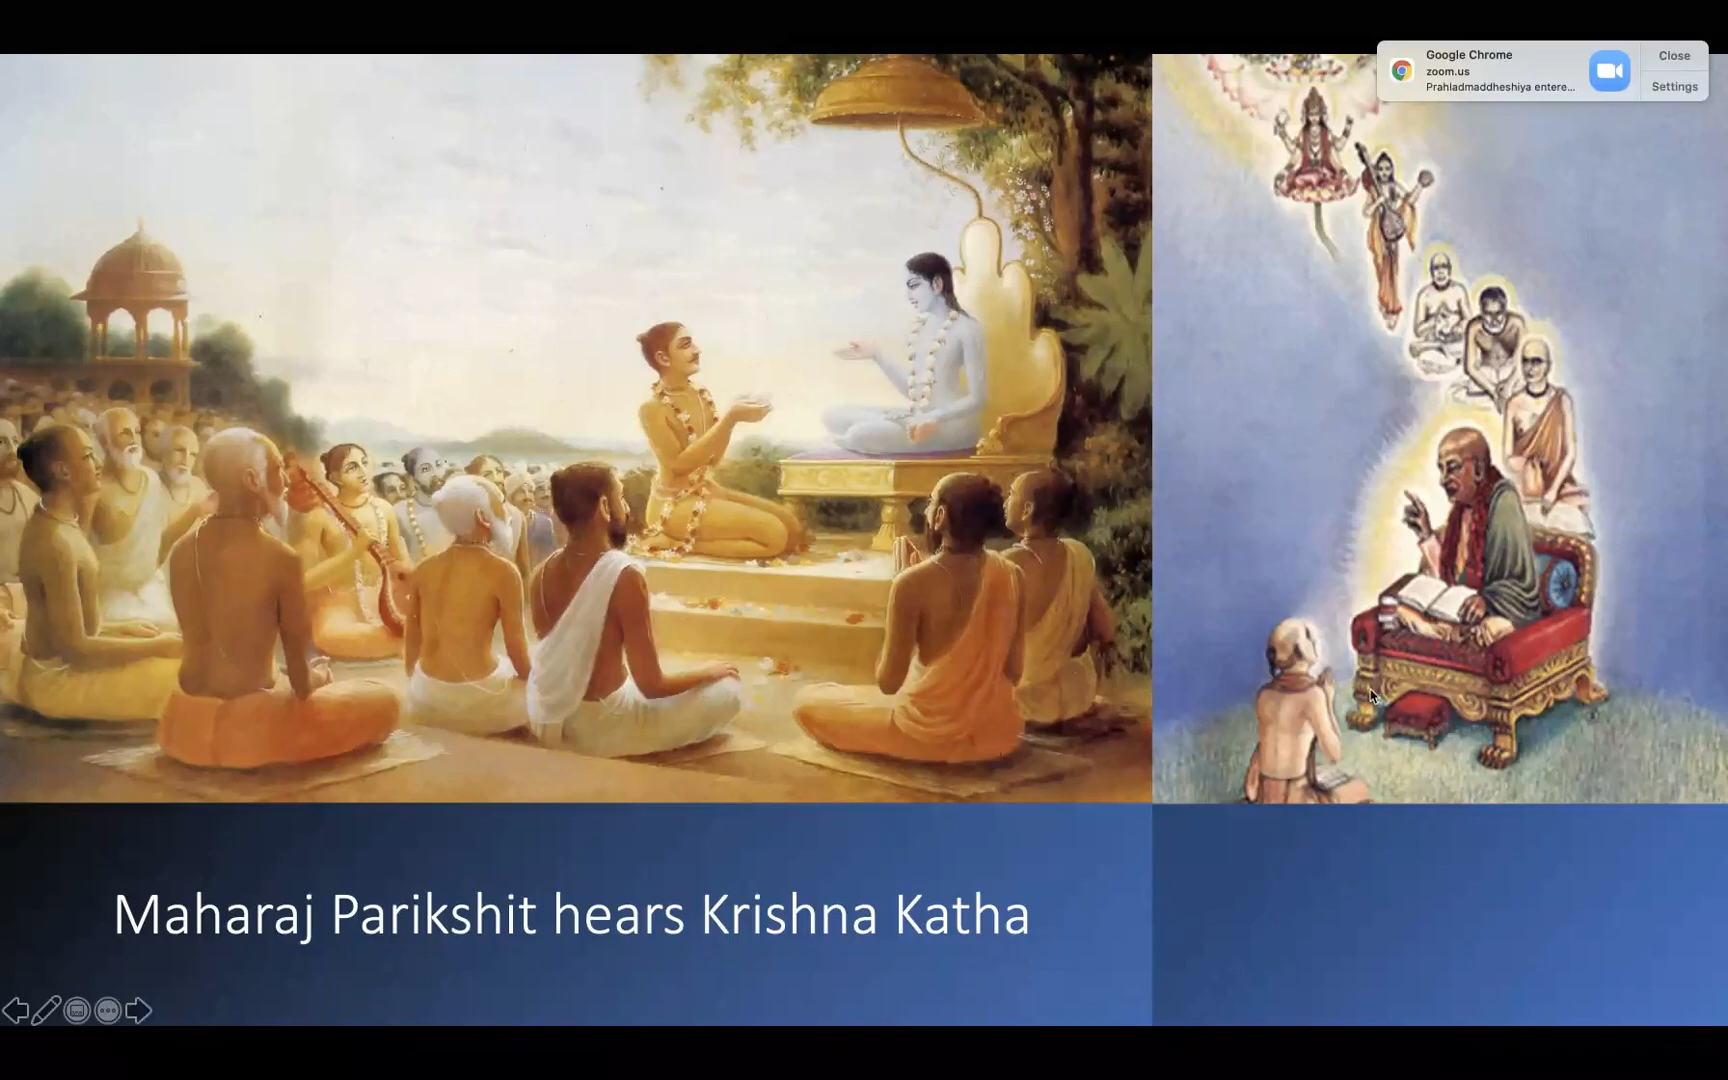 Google Chrome
zoom.us
Prahladmaddheshiya entere...
Close
Settings
Maharaj Parikshit hears Krishna Katha